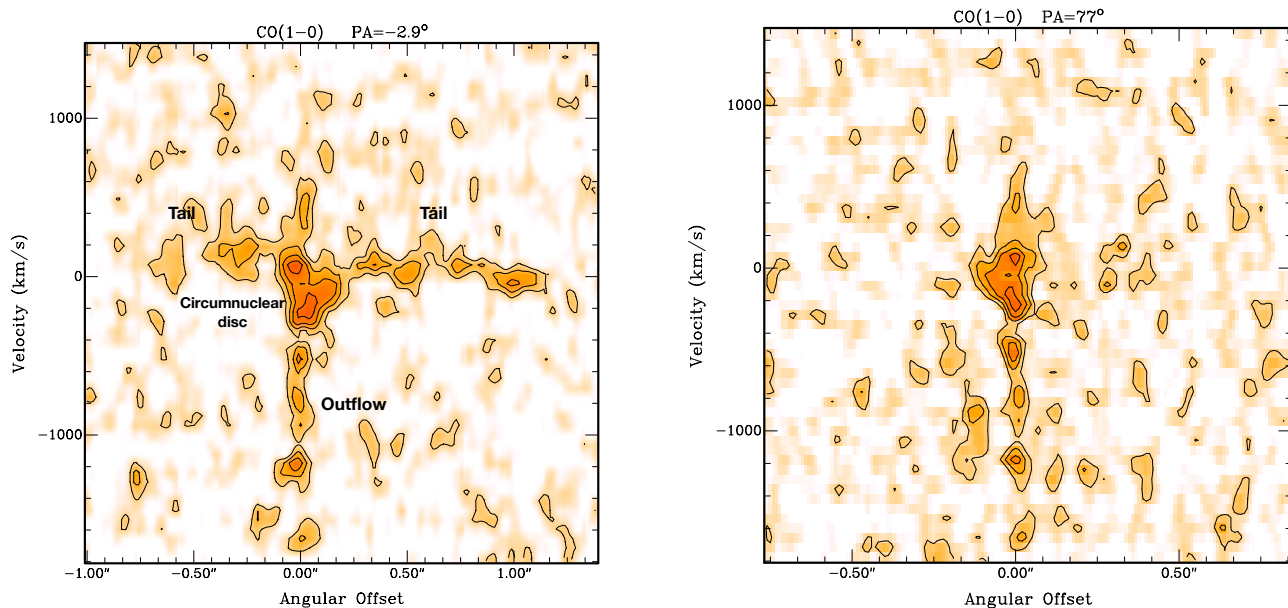 CO(1−0) PA=−2.9°
Velocity (km/s)
1000
0
−1000
Tail
Tail
Circumnuclear
disc
Outflow
−1.00″ −0.50″ 0.00″ 0.50″ 1.00″
Angular Offset
CO(1−0) PA=77°
Velocity (km/s)
1000
0
−1000
−0.50″ 0.00″ 0.50″
Angular Offset